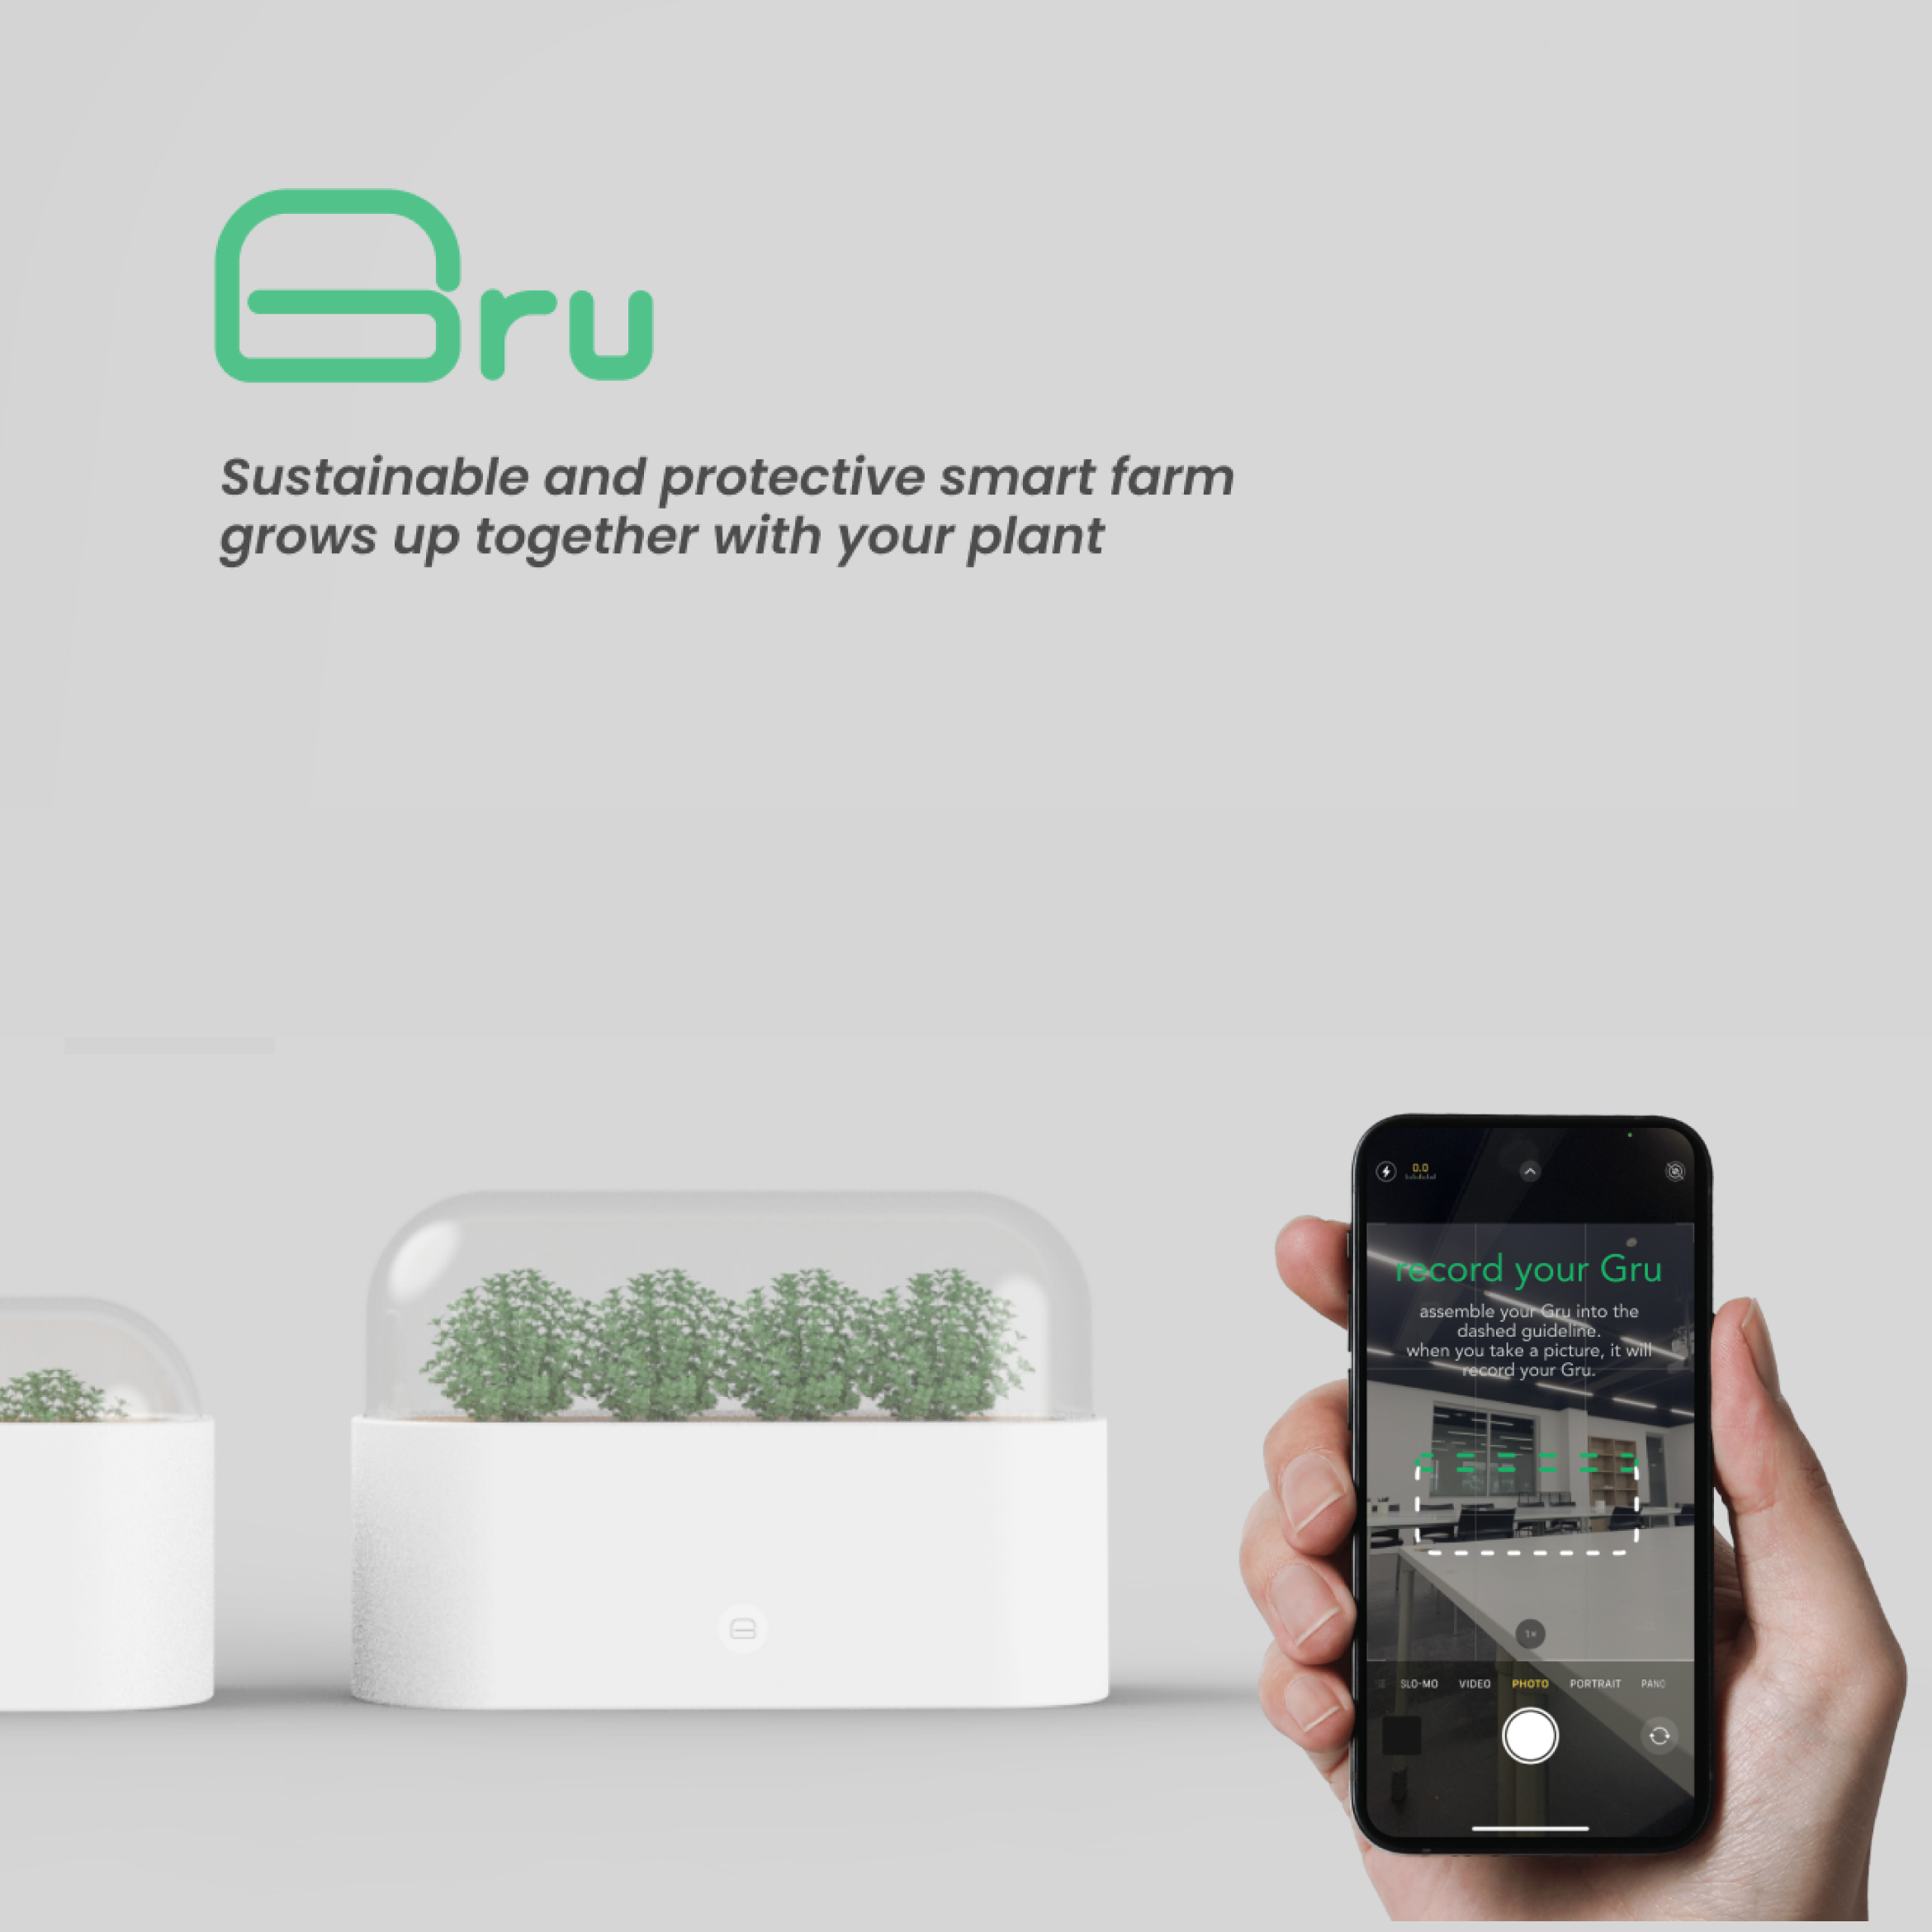 Gru
Sustainable and protective smart farm
grows up together with your plant
0.0
record your Gru
assemble your Gru into the
dashed guideline.
when you take a picture, it will
record your Gru.
1×
SLO-MO VIDEO PHOTO PORTRAIT PANO